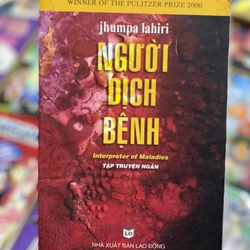 WINNER OF THE PULITZER PRIZE 2000
jhumpa lahiri
NGƯỜI
DỊCH
BỆNH
Interpreter of Maladies
TẬP TRUYỆN NGẮN
LĐ
NHÀ XUẤT BẢN LAO ĐỘNG